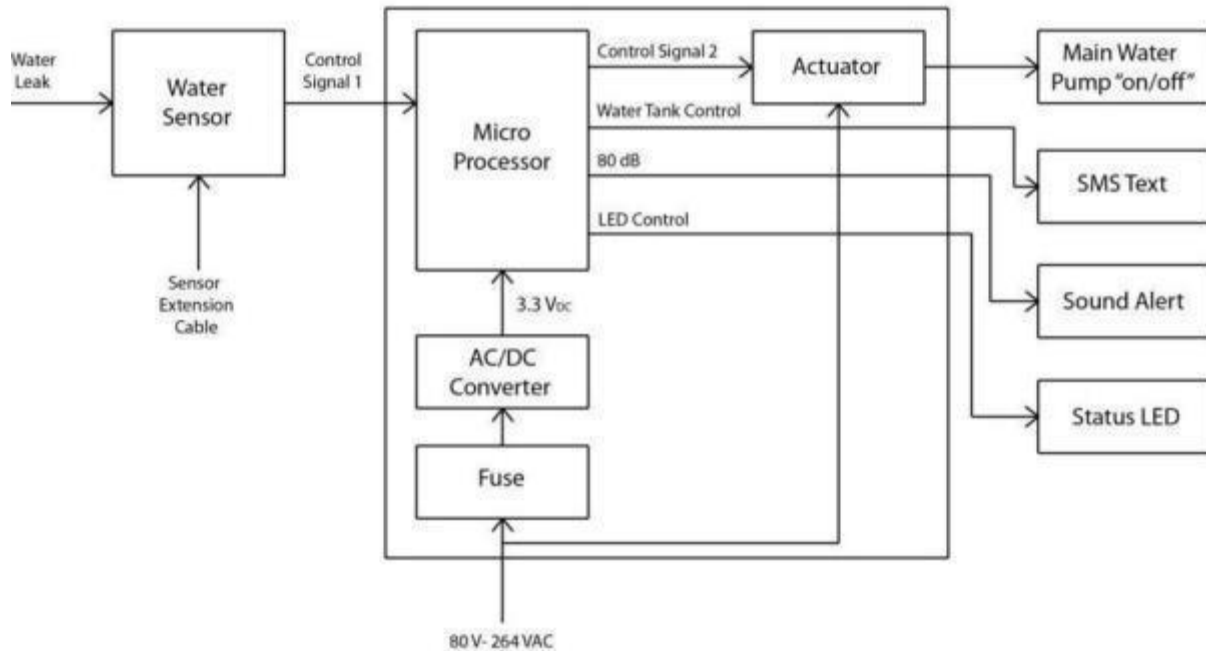 Water
Leak
Water
Sensor
Control
Signal 1
Sensor
Extension
Cable
Micro
Processor
3.3 VDC
AC/DC
Converter
Fuse
80 V- 264 VAC
Control Signal 2
Water Tank Control
80 dB
LED Control
Actuator
Main Water
Pump “on/off”
SMS Text
Sound Alert
Status LED